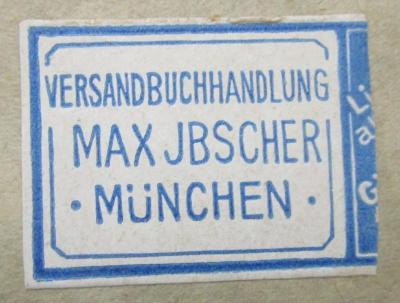 VERSANDBUCHHANDLUNG
MAX JBSCHER
· MÜNCHEN ·